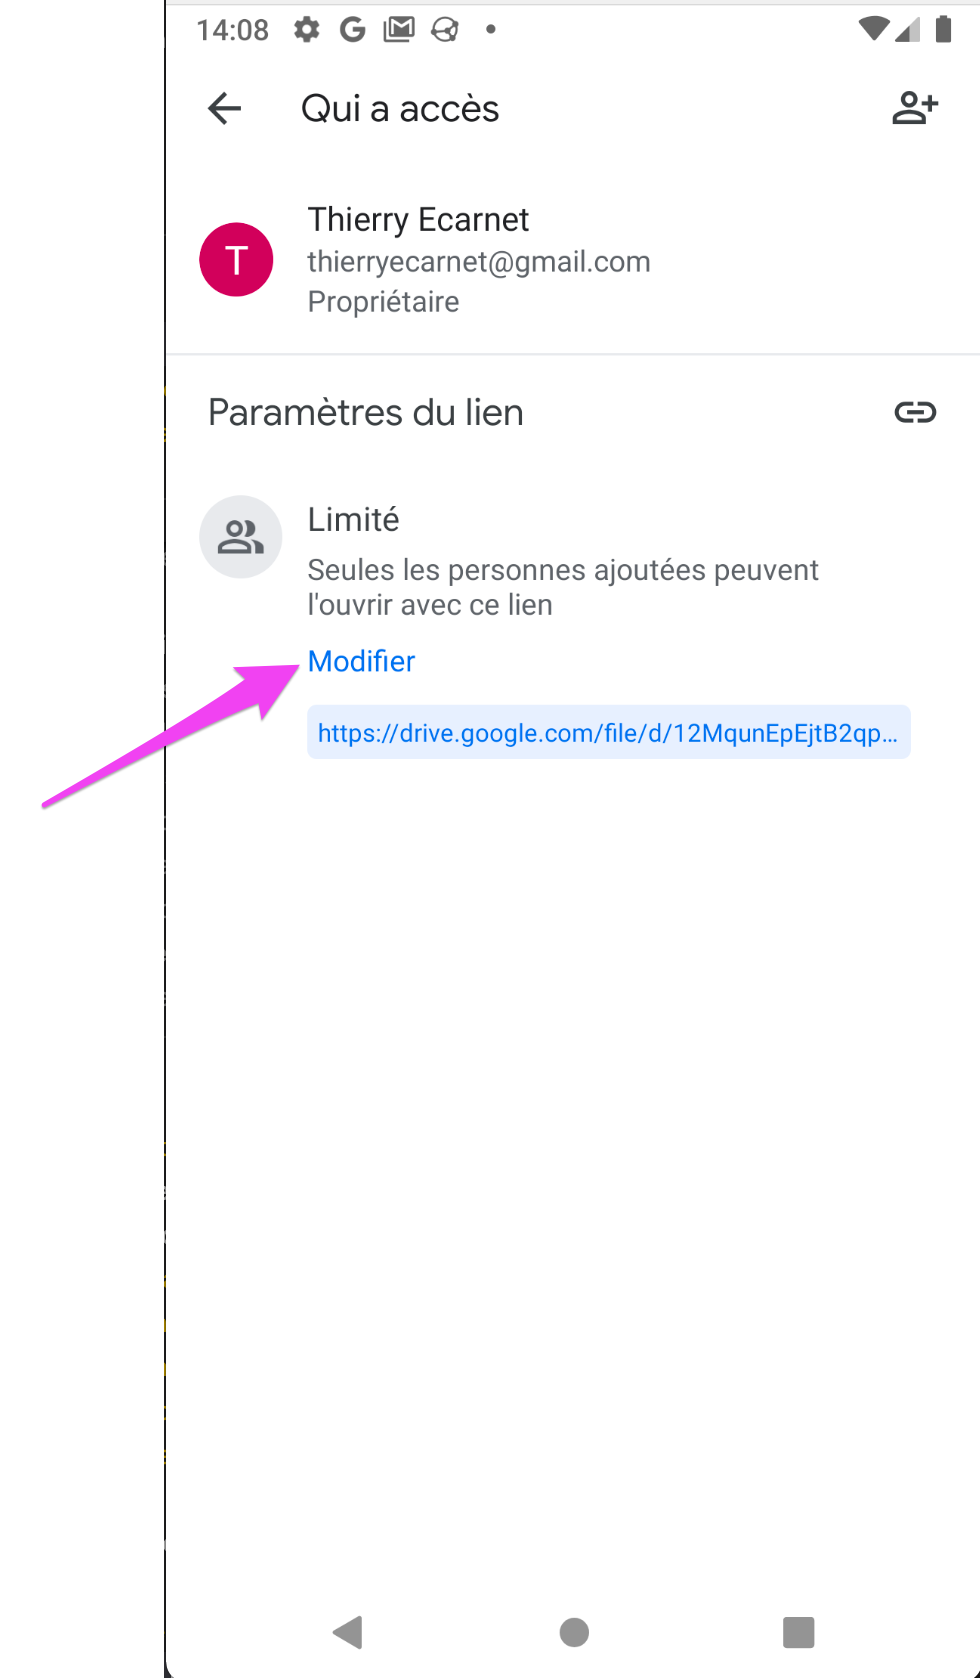 14:08
Qui a accès
T
Thierry Ecarnet
thierryecarnet@gmail.com
Propriétaire
Paramètres du lien
Limité
Seules les personnes ajoutées peuvent
l'ouvrir avec ce lien
Modifier
https://drive.google.com/file/d/12MqunEpEjtB2qp...